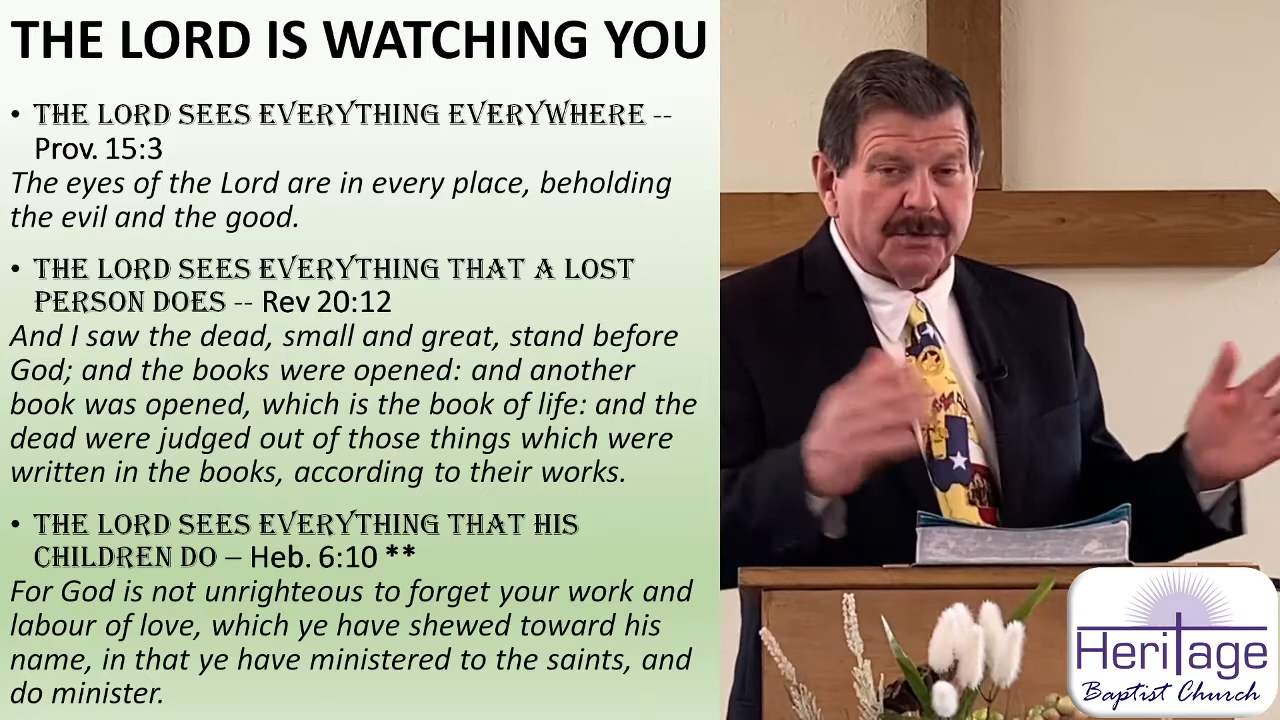 THE LORD IS WATCHING YOU
• THE LORD SEES EVERYTHING EVERYWHERE --
Prov. 15:3
The eyes of the Lord are in every place, beholding
the evil and the good.
• THE LORD SEES EVERYTHING THAT A LOST
PERSON DOES -- Rev 20:12
And I saw the dead, small and great, stand before
God; and the books were opened: and another
book was opened, which is the book of life: and the
dead were judged out of those things which were
written in the books, according to their works.
• THE LORD SEES EVERYTHING THAT HIS
CHILDREN DO – Heb. 6:10 **
For God is not unrighteous to forget your work and
labour of love, which ye have shewed toward his
name, in that ye have ministered to the saints, and
do minister.
Heritage
Baptist Church